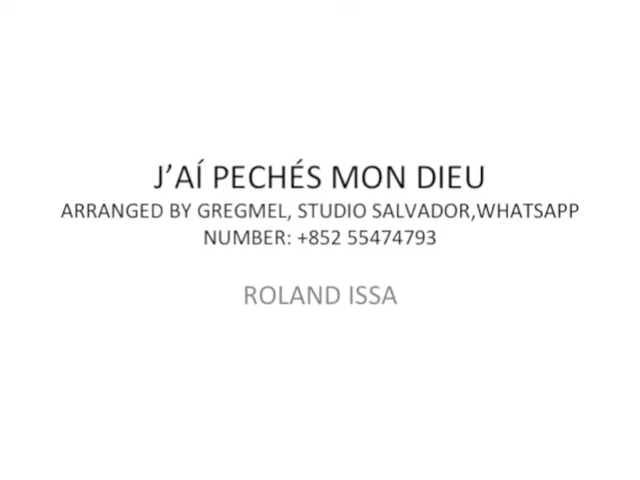 J’AÍ PECHÉS MON DIEU
ARRANGED BY GREGMEL, STUDIO SALVADOR,WHATSAPP
NUMBER: +852 55474793
ROLAND ISSA